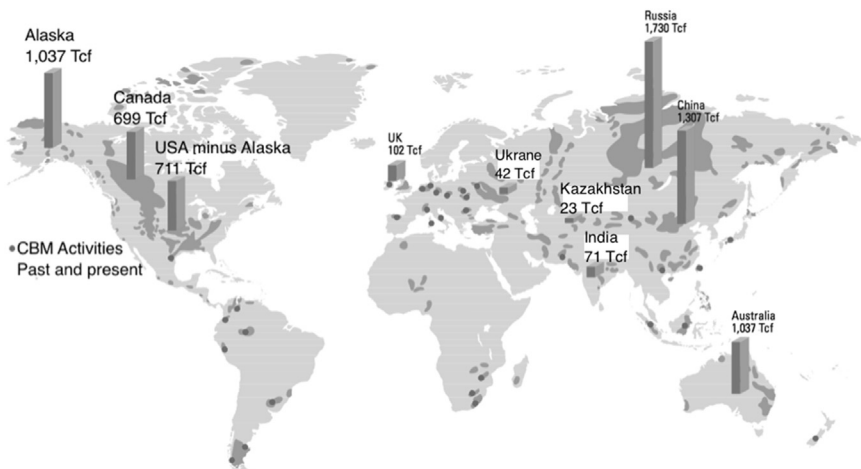 Alaska
1,037 Tcf
Canada
699 Tcf
USA minus Alaska
711 Tcf
•CBM Activities
Past and present
UK
102 Tcf
Ukrane
42 Tcf
Kazakhstan
23 Tcf
India
71 Tcf
Russia
1,730 Tcf
China
1,307 Tcf
Australia
1,037 Tcf